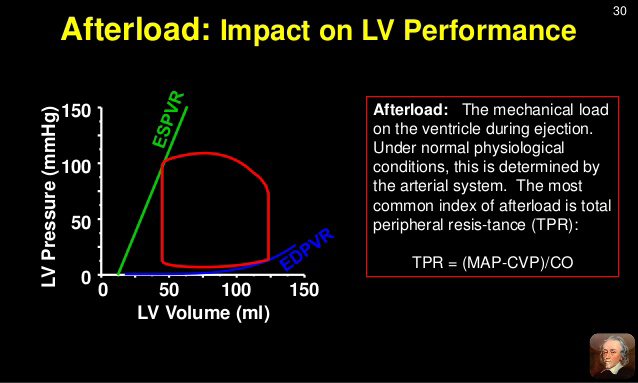 30
Afterload: Impact on LV Performance
LV Pressure (mmHg)
150
100
50
0
ESPVR
EDPVR
0 50 100 150
LV Volume (ml)
Afterload: The mechanical load
on the ventricle during ejection.
Under normal physiological
conditions, this is determined by
the arterial system. The most
common index of afterload is total
peripheral resis-tance (TPR):
TPR = (MAP-CVP)/CO